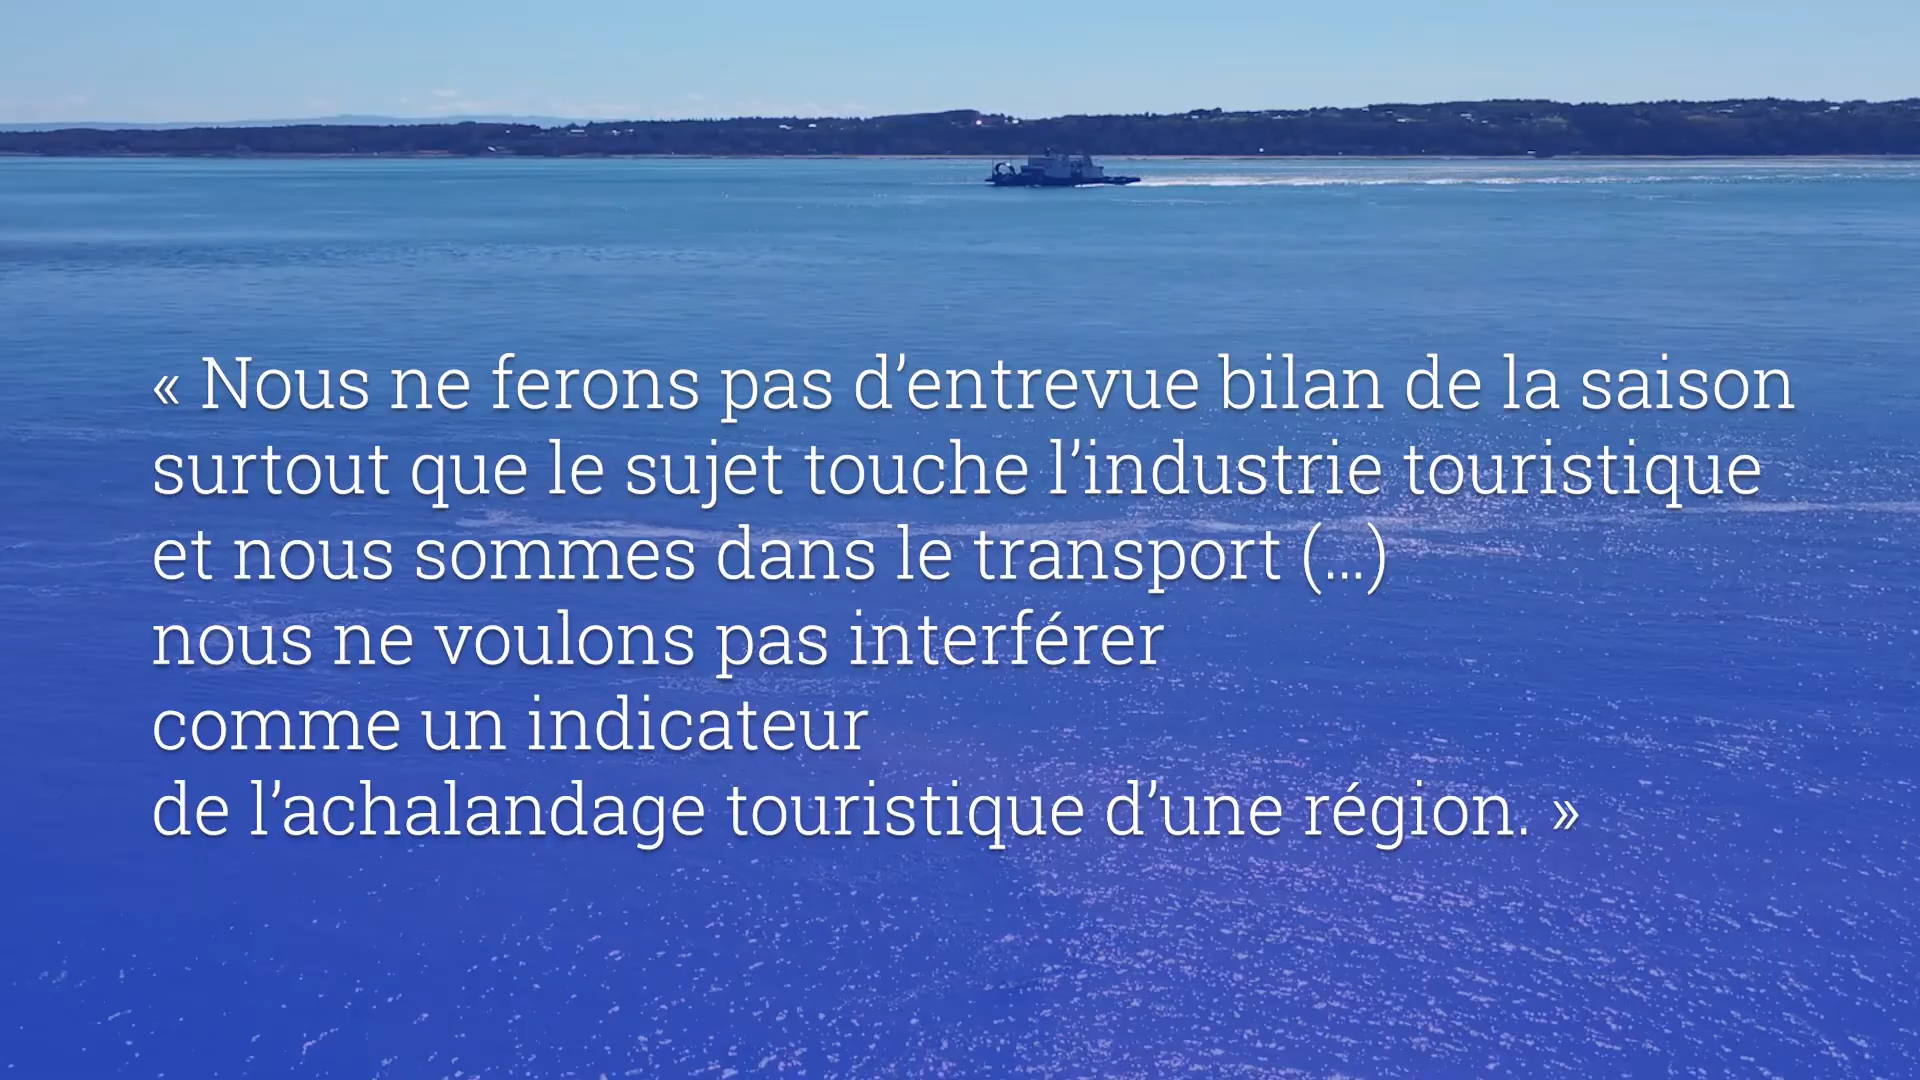 « Nous ne ferons pas d’entrevue bilan de la saison
surtout que le sujet touche l’industrie touristique
et nous sommes dans le transport (...)
nous ne voulons pas interférer
comme un indicateur
de l’achalandage touristique d’une région. »